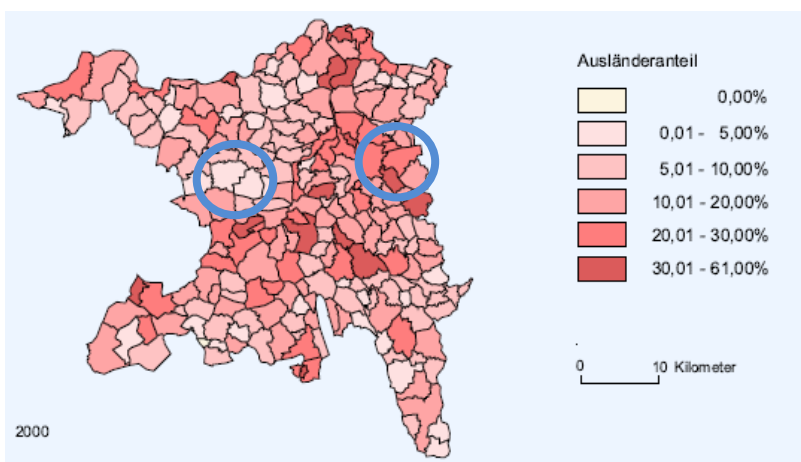 Ausländeranteil
0,00%
0,01 - 5,00%
5,01 - 10,00%
10,01 - 20,00%
20,01 - 30,00%
30,01 - 61,00%
0 10 Kilometer
2000